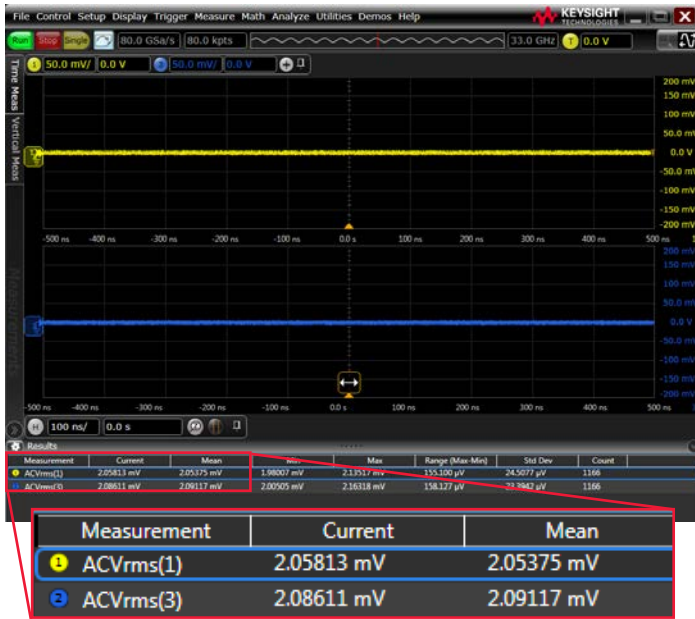 File Control Setup Display Trigger Measure Math Analyze Utilities Demos Help
KEYSIGHT
TECHNOLOGIES
Run Stop Single 80.0 GSa/s 80.0 kpts 33.0 GHz T 0.0 V
1 50.0 mV/ 0.0 V 3 50.0 mV/ 0.0 V
Time Meas
Vertical Meas
Measurements
200 mV
150 mV
100 mV
50.0 mV
0.0 V
-50.0 mV
-100 mV
-150 mV
-200 mV
-500 ns -400 ns -300 ns -200 ns -100 ns 0.0 s 100 ns 200 ns 300 ns 400 ns 500 ns
200 mV
150 mV
100 mV
50.0 mV
0.0 V
-50.0 mV
-100 mV
-150 mV
-200 mV
-500 ns -400 ns -300 ns -200 ns -100 ns 0.0 s 100 ns 200 ns 300 ns 400 ns 500 ns
H 100 ns/ 0.0 s
Results
Measurement Current Mean Min Max Range (Max-Min) Std Dev Count
ACVrms(1) 2.05813 mV 2.05375 mV 1.98007 mV 2.13517 mV 155.100 µV 24.5077 µV 1166
ACVrms(3) 2.08611 mV 2.09117 mV 2.00505 mV 2.16318 mV 158.127 µV 23.3942 µV 1166
Measurement Current Mean
1 ACVrms(1) 2.05813 mV 2.05375 mV
2 ACVrms(3) 2.08611 mV 2.09117 mV